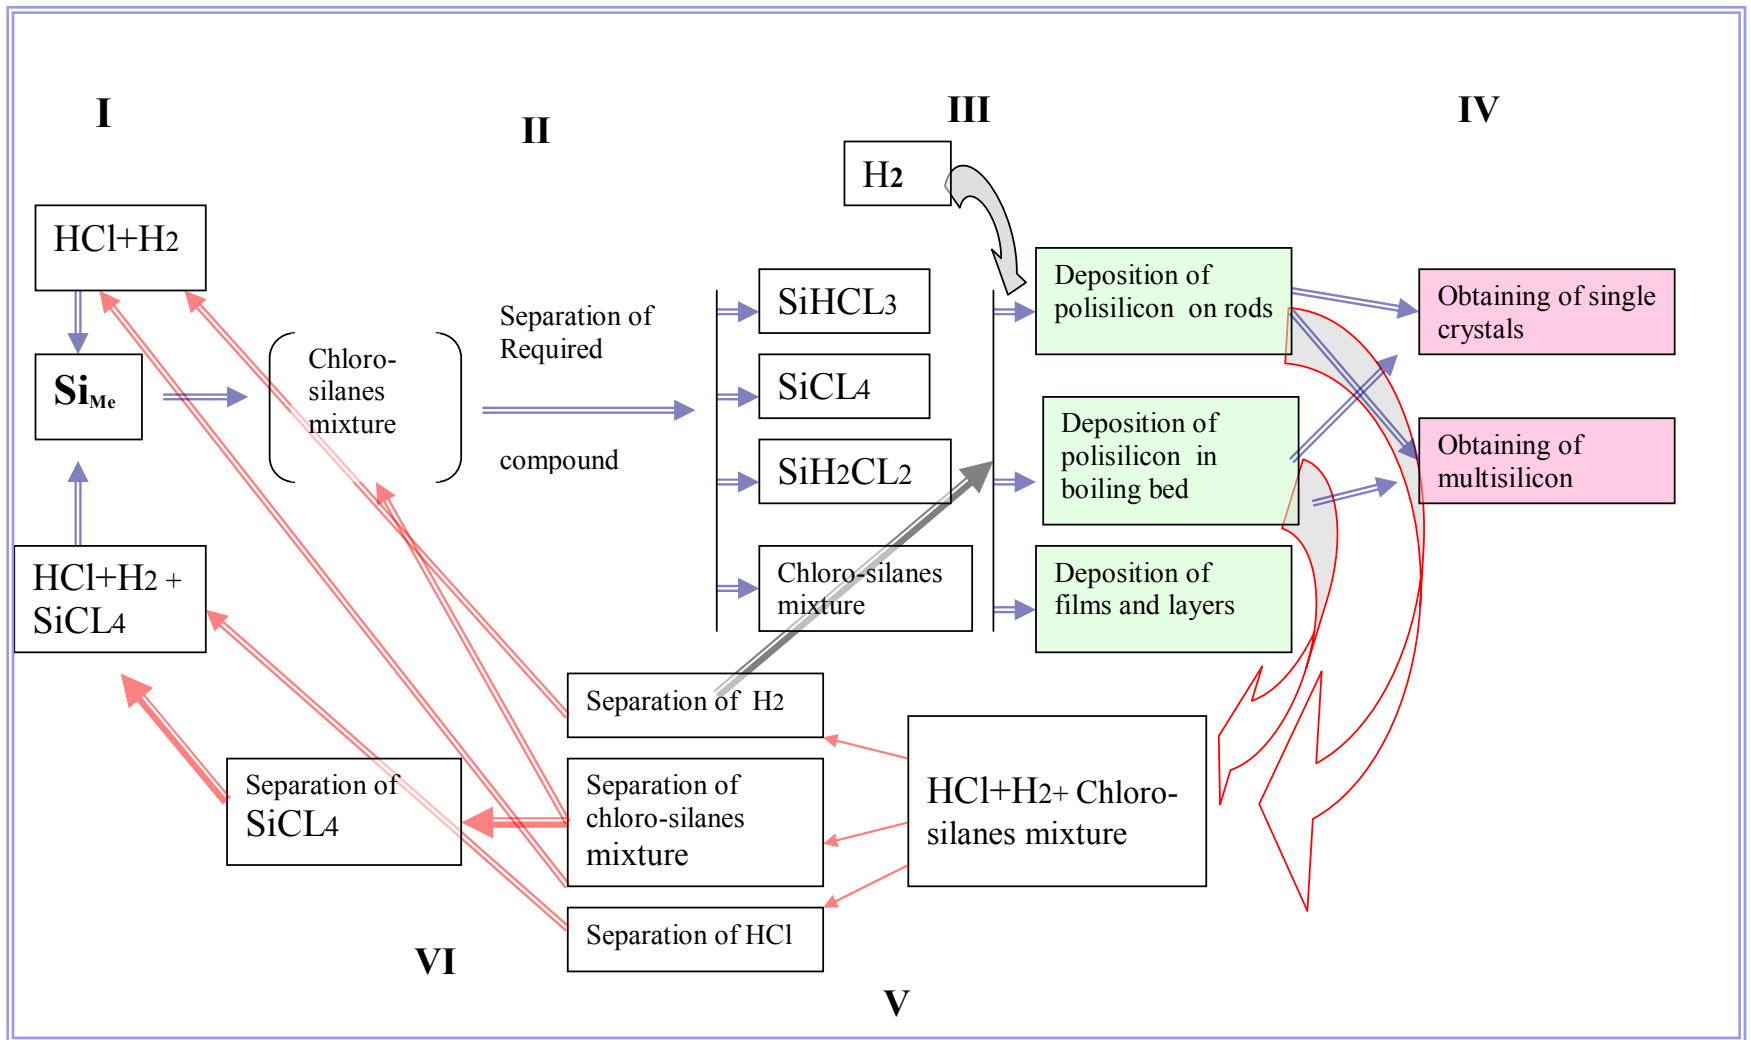 I
II
III
IV
H2
HCl+H2
SiMe
HCl+H2 +
SiCL4
Chloro-
silanes
mixture
Separation of
Required
compound
SiHCL3
SiCL4
SiH2CL2
Chloro-silanes
mixture
Deposition of
polisilicon on rods
Deposition of
polisilicon in
boiling bed
Deposition of
films and layers
Obtaining of single
crystals
Obtaining of
multisilicon
Separation of H2
Separation of
chloro-silanes
mixture
Separation of HCl
Separation of
SiCL4
HCl+H2+ Chloro-
silanes mixture
VI
V